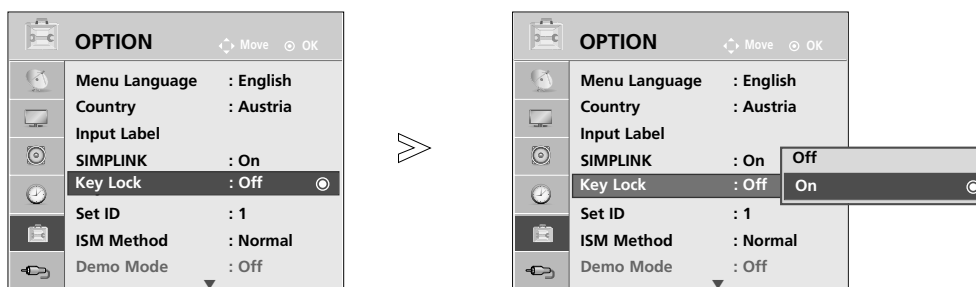 OPTION Move OK
Menu Language : English
Country : Austria
Input Label
SIMPLINK : On
Key Lock : Off
Set ID : 1
ISM Method : Normal
Demo Mode : Off
OPTION Move OK
Menu Language : English
Country : Austria
Input Label
SIMPLINK : On
Key Lock : Off
Set ID : 1
ISM Method : Normal
Demo Mode : Off
Off
On